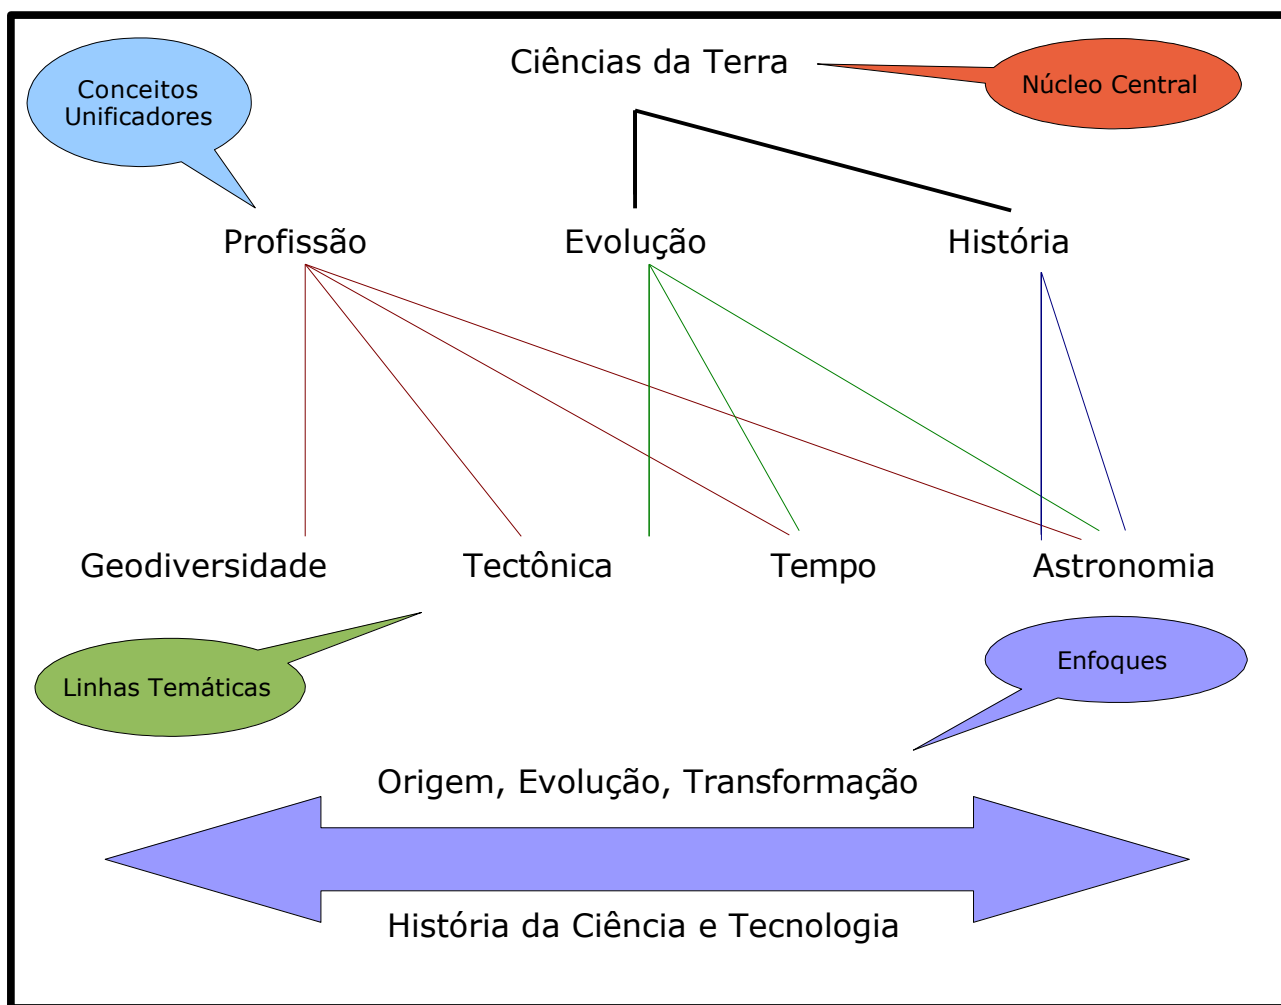 Ciências da Terra
Conceitos
Unificadores
Núcleo Central
Profissão
Evolução
História
Geodiversidade
Tectônica
Tempo
Astronomia
Linhas Temáticas
Enfoques
Origem, Evolução, Transformação
História da Ciência e Tecnologia